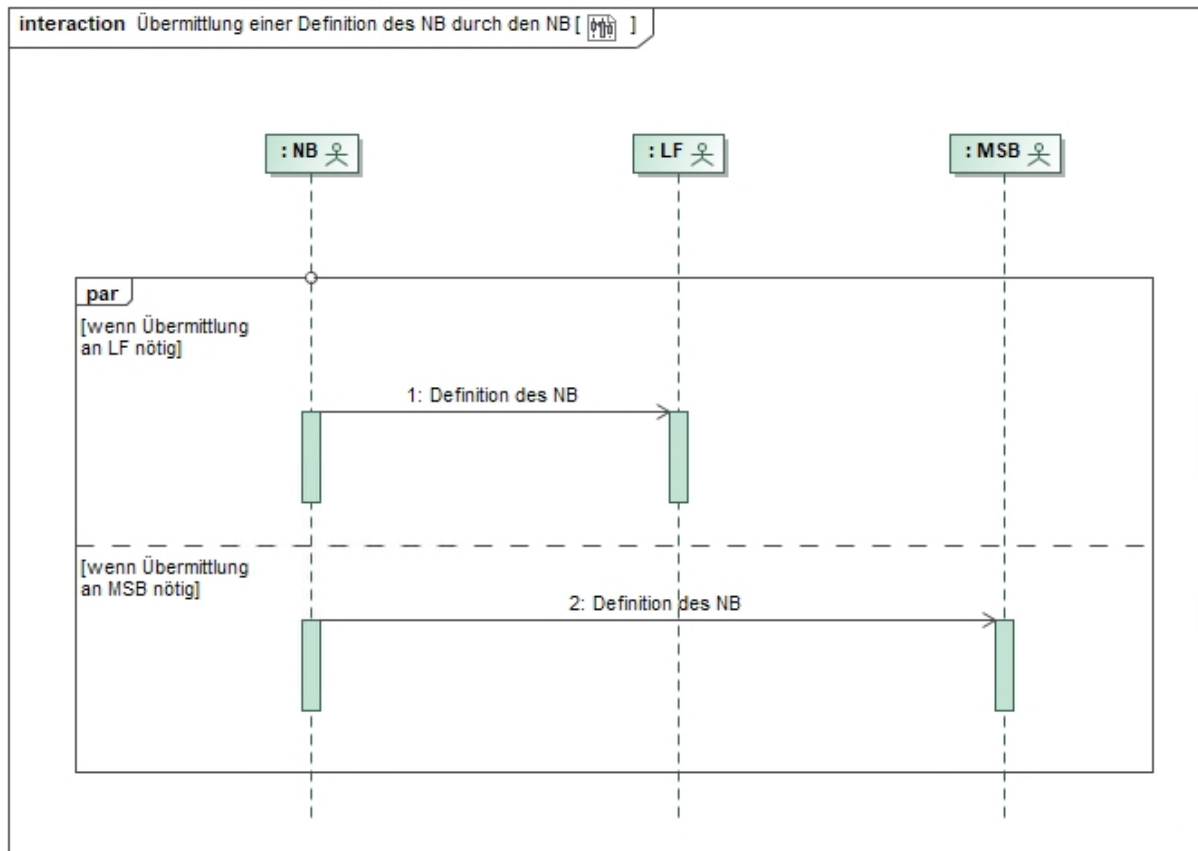 interaction Übermittlung einer Definition des NB durch den NB [ ]
: NB
: LF
: MSB
par
[wenn Übermittlung
an LF nötig]
1: Definition des NB
[wenn Übermittlung
an MSB nötig]
2: Definition des NB